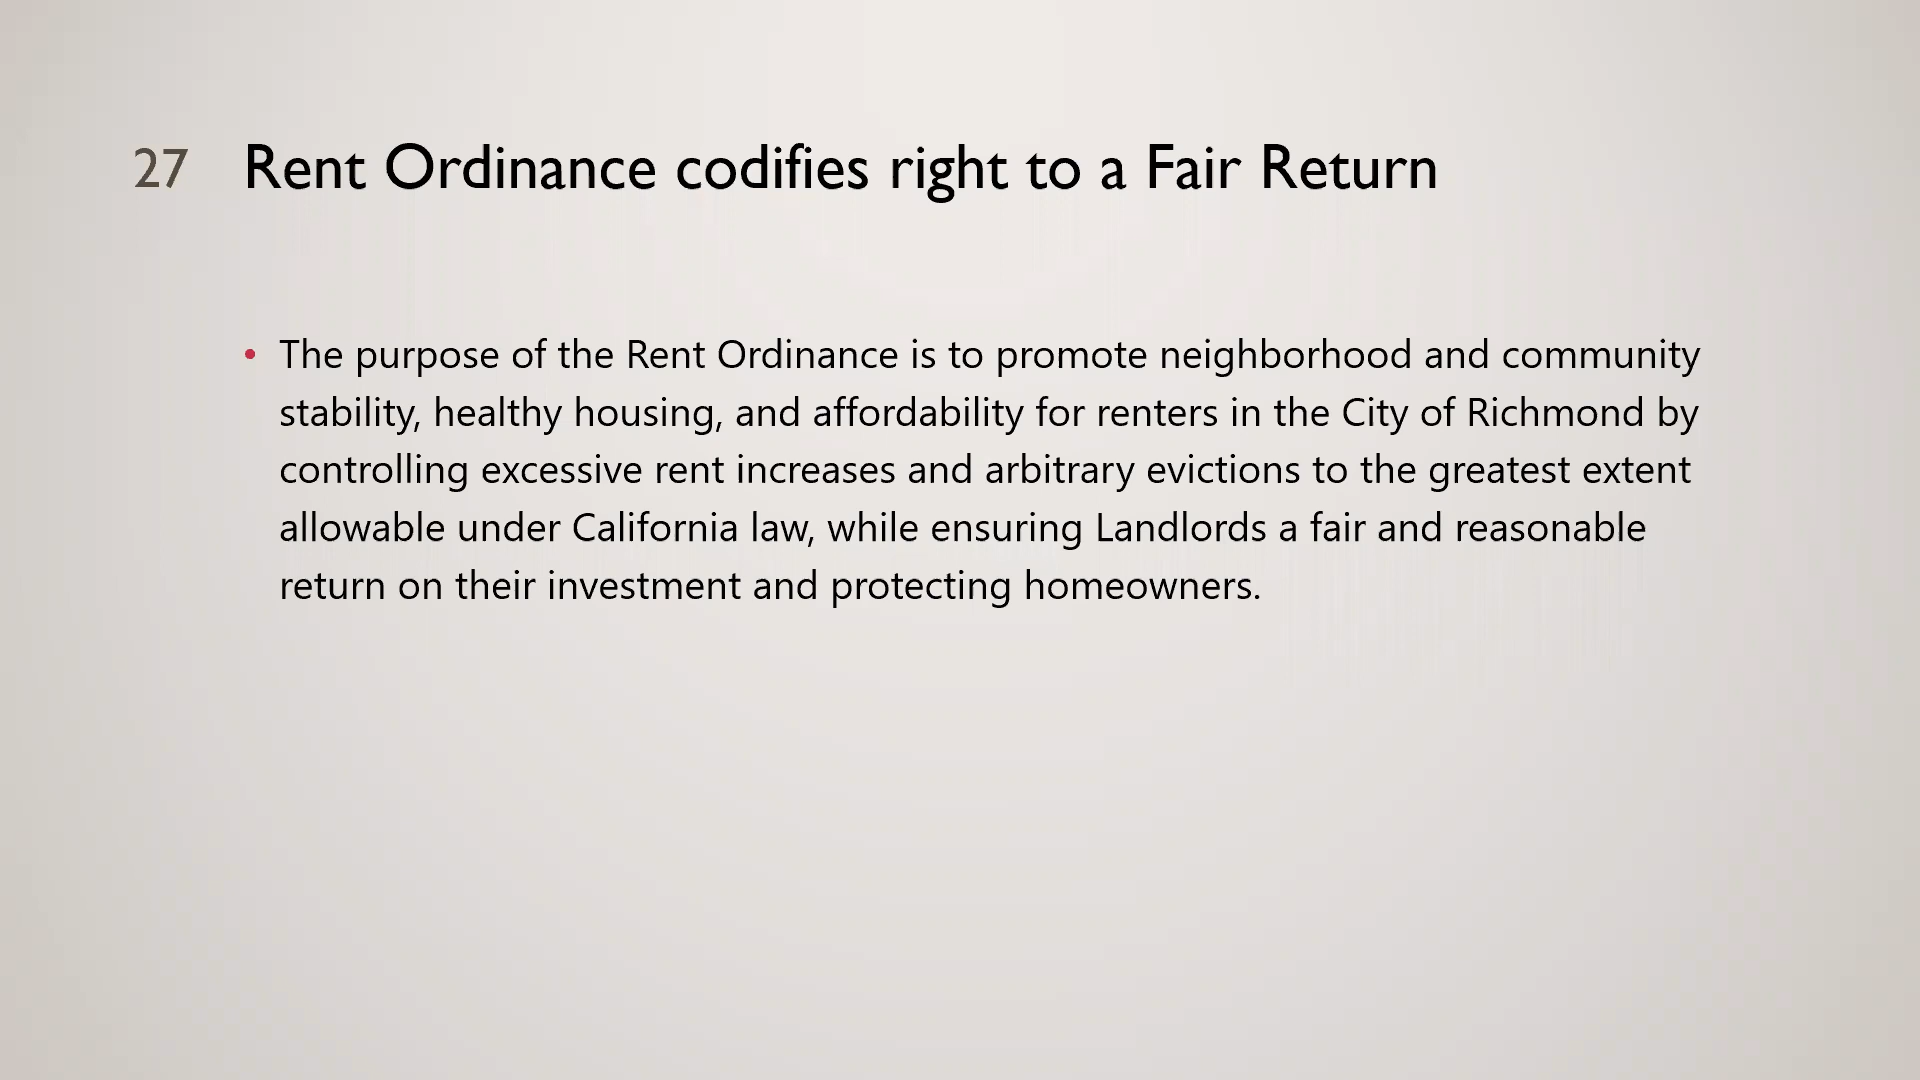 27 Rent Ordinance codifies right to a Fair Return
• The purpose of the Rent Ordinance is to promote neighborhood and community
stability, healthy housing, and affordability for renters in the City of Richmond by
controlling excessive rent increases and arbitrary evictions to the greatest extent
allowable under California law, while ensuring Landlords a fair and reasonable
return on their investment and protecting homeowners.